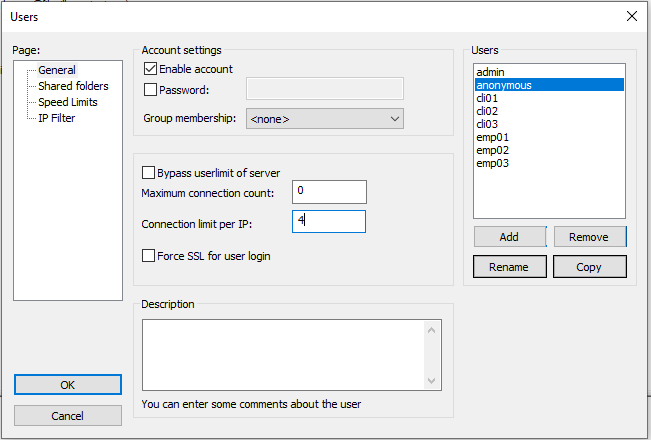 Users
Page:
General
Shared folders
Speed Limits
IP Filter
OK
Cancel
Account settings
Enable account
Password:
Group membership: <none>
Bypass userlimit of server
Maximum connection count: 0
Connection limit per IP: 4
Force SSL for user login
Description
You can enter some comments about the user
Users
admin
anonymous
cli01
cli02
cli03
emp01
emp02
emp03
Add Remove
Rename Copy